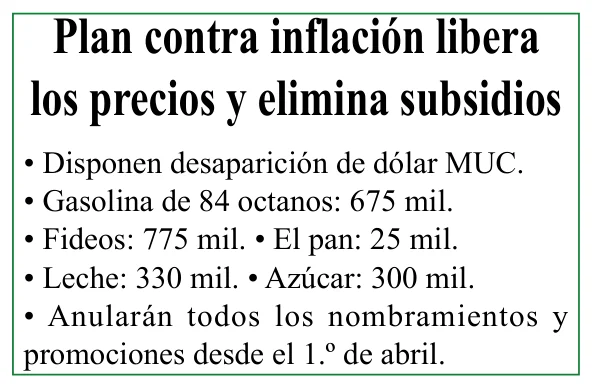 Plan contra inflación libera
los precios y elimina subsidios
• Disponen desaparición de dólar MUC.
• Gasolina de 84 octanos: 675 mil.
• Fideos: 775 mil. • El pan: 25 mil.
• Leche: 330 mil. • Azúcar: 300 mil.
• Anularán todos los nombramientos y
promociones desde el 1.º de abril.